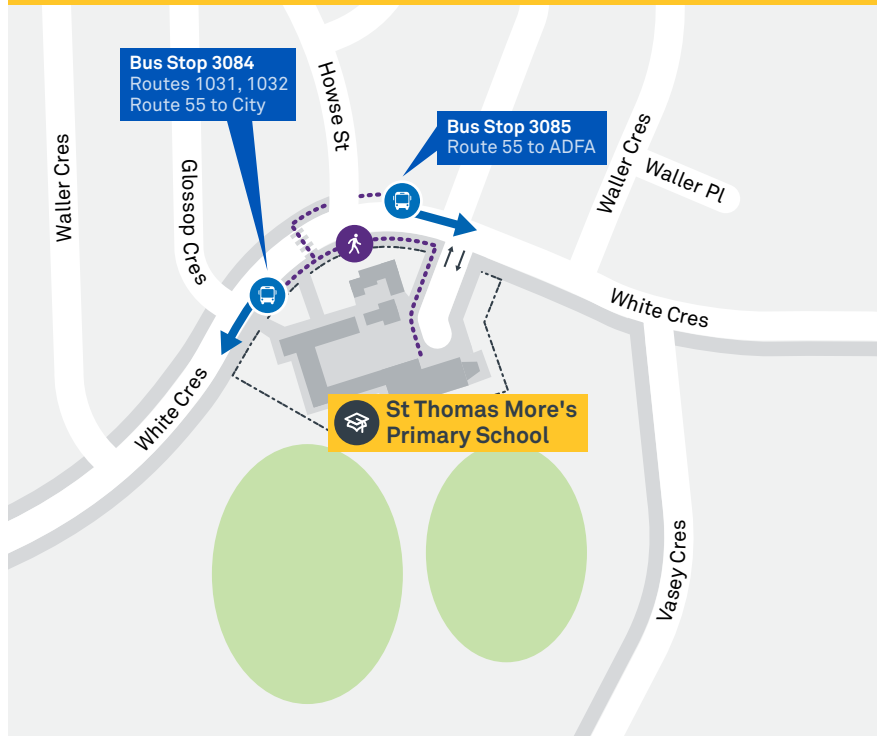 Bus Stop 3084
Routes 1031, 1032
Route 55 to City
Howse St
Bus Stop 3085
Route 55 to ADFA
Waller Cres
Glossop Cres
Waller Cres
Waller Pl
White Cres
White Cres
St Thomas More's
Primary School
Vasey Cres